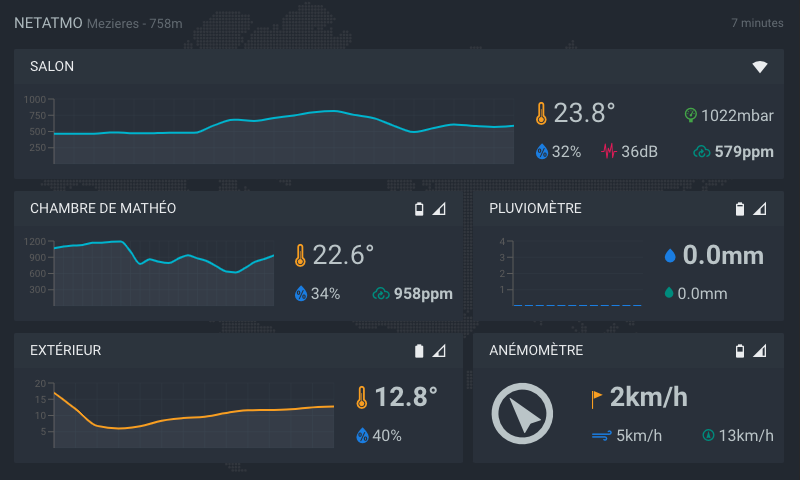 NETATMO Mezieres - 758m
7 minutes
SALON
1000
750
500
250
23.8°
1022mbar
32%
36dB
579ppm
CHAMBRE DE MATHÉO
1200
900
600
300
22.6°
34%
958ppm
PLUVIOMÈTRE
4
3
2
1
0.0mm
0.0mm
EXTÉRIEUR
20
15
10
5
12.8°
40%
ANÉMOMÈTRE
2km/h
5km/h
13km/h